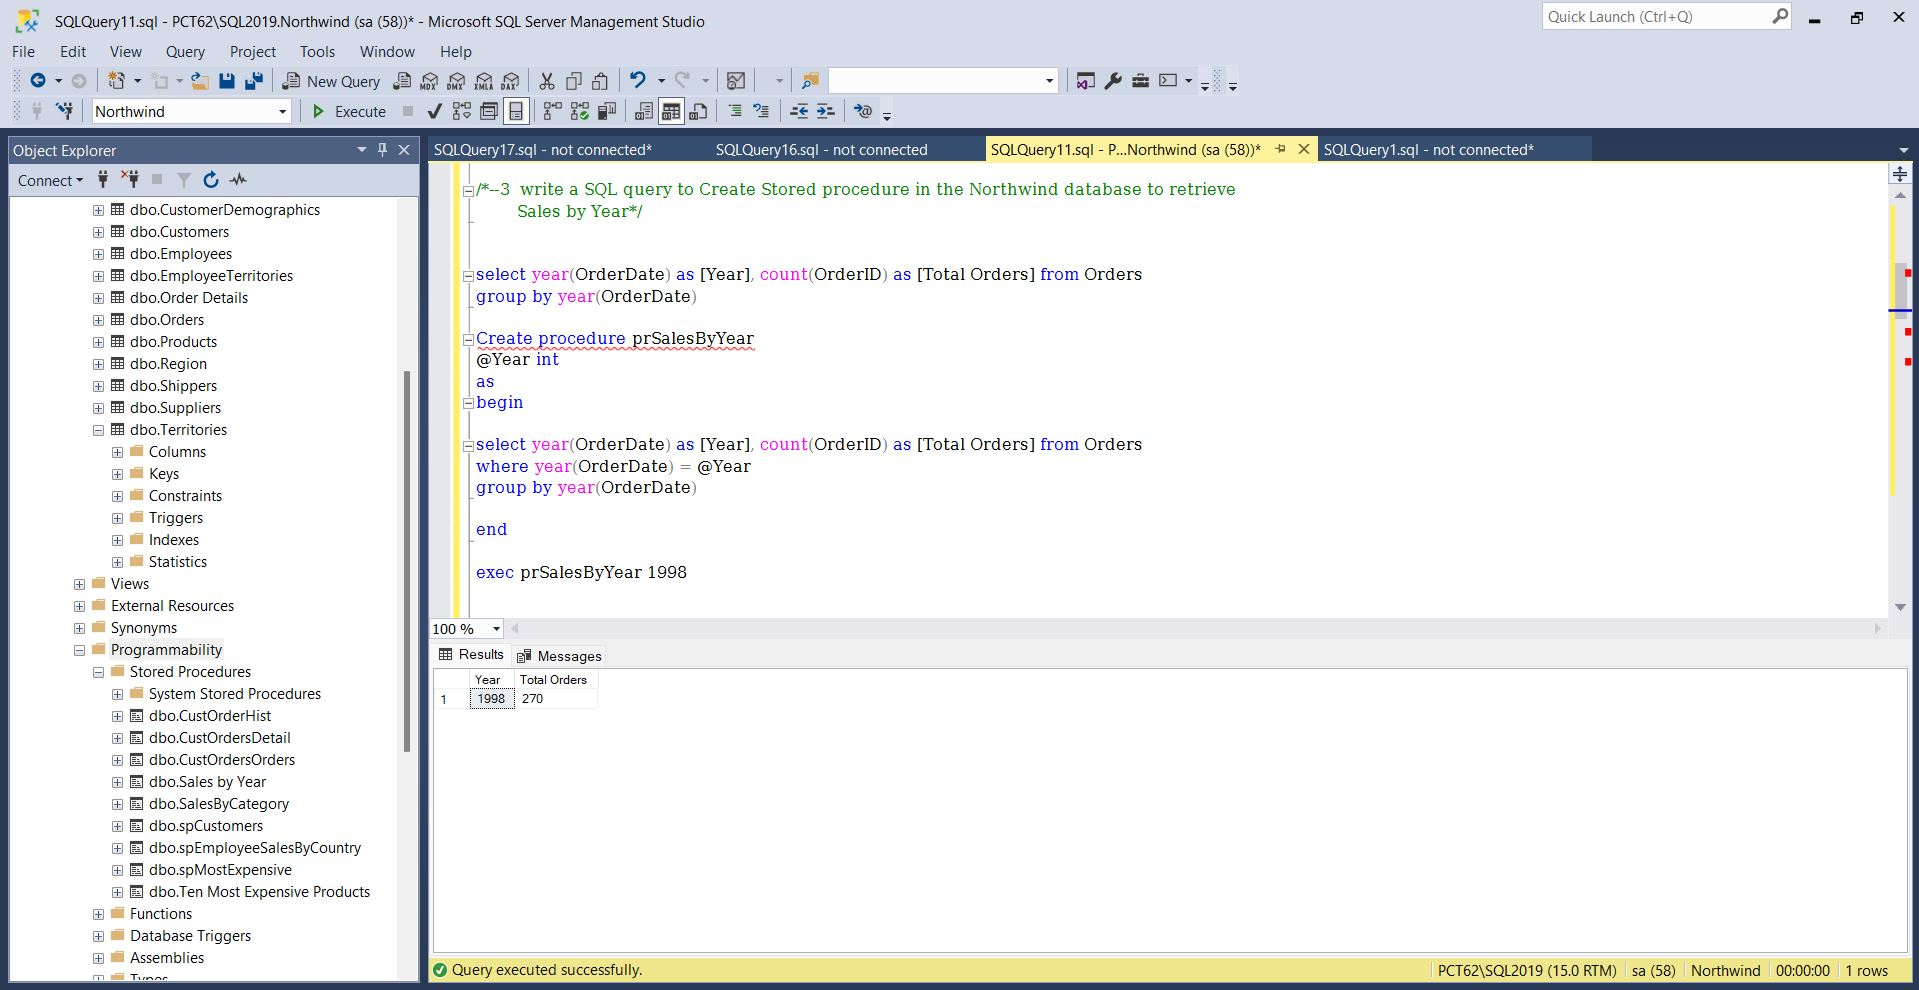 SQLQuery11.sql - PCT62\SQL2019.Northwind (sa (58))* - Microsoft SQL Server Management Studio
Quick Launch (Ctrl+Q)
File Edit View Query Project Tools Window Help
New Query MDX DMX XMLA DAX
Northwind Execute
Object Explorer
Connect
dbo.CustomerDemographics
dbo.Customers
dbo.Employees
dbo.EmployeeTerritories
dbo.Order Details
dbo.Orders
dbo.Products
dbo.Region
dbo.Shippers
dbo.Suppliers
dbo.Territories
Columns
Keys
Constraints
Triggers
Indexes
Statistics
Views
External Resources
Synonyms
Programmability
Stored Procedures
System Stored Procedures
dbo.CustOrderHist
dbo.CustOrdersDetail
dbo.CustOrdersOrders
dbo.Sales by Year
dbo.SalesByCategory
dbo.spCustomers
dbo.spEmployeeSalesByCountry
dbo.spMostExpensive
dbo.Ten Most Expensive Products
Functions
Database Triggers
Assemblies
Types
SQLQuery17.sql - not connected* SQLQuery16.sql - not connected SQLQuery11.sql - P...Northwind (sa (58))* SQLQuery1.sql - not connected*
/*--3 write a SQL query to Create Stored procedure in the Northwind database to retrieve
Sales by Year*/
select year(OrderDate) as [Year], count(OrderID) as [Total Orders] from Orders
group by year(OrderDate)
Create procedure prSalesByYear
@Year int
as
begin
select year(OrderDate) as [Year], count(OrderID) as [Total Orders] from Orders
where year(OrderDate) = @Year
group by year(OrderDate)
end
exec prSalesByYear 1998
100 %
Results Messages
Year Total Orders
1 1998 270
Query executed successfully. PCT62\SQL2019 (15.0 RTM) sa (58) Northwind 00:00:00 1 rows